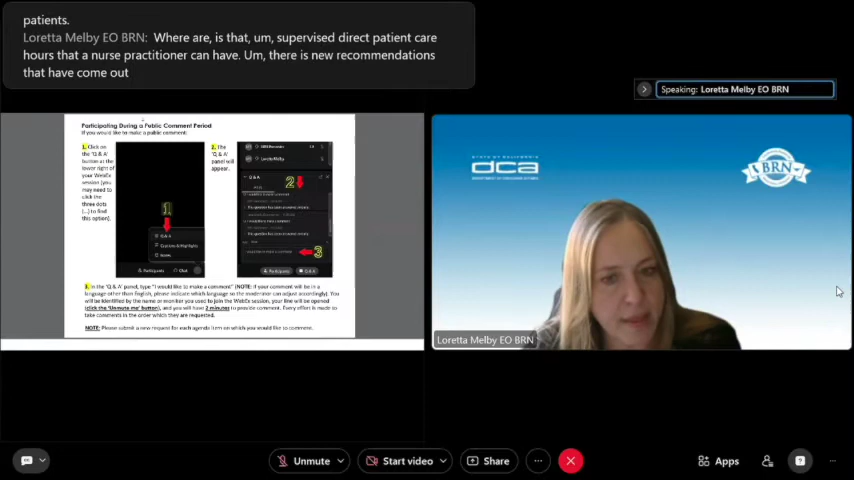 patients.
Loretta Melby EO BRN: Where are, is that, um, supervised direct patient care
hours that a nurse practitioner can have. Um, there is new recommendations
that have come out
Speaking: Loretta Melby EO BRN
Participating During a Public Comment Period
If you would like to make a public comment:
1. Click on
the 'Q & A'
button at the
lower right of
your WebEx
session (you
may need to
click the
three dots
(...) to find
this option).
1
Q & A
Participants
Chat
2. The
'Q & A'
panel will
appear.
Q & A
2
3
Participants
Q & A
3. In the 'Q & A' panel, type "I would like to make a comment" (NOTE: if your comment will be in a
language other than English, please indicate which language so the moderator can adjust accordingly). You
will be identified by the name or moniker you used to join the WebEx session, your line will be opened
(click the 'Unmute me' button), and you will have 2 minutes to provide comment. Every effort is made to
take comments in the order which they are requested.
NOTE: Please submit a new request for each agenda item on which you would like to comment.
STATE OF CALIFORNIA
dca
DEPARTMENT OF CONSUMER AFFAIRS
BRN
Loretta Melby EO BRN
Unmute
Start video
Share
Apps